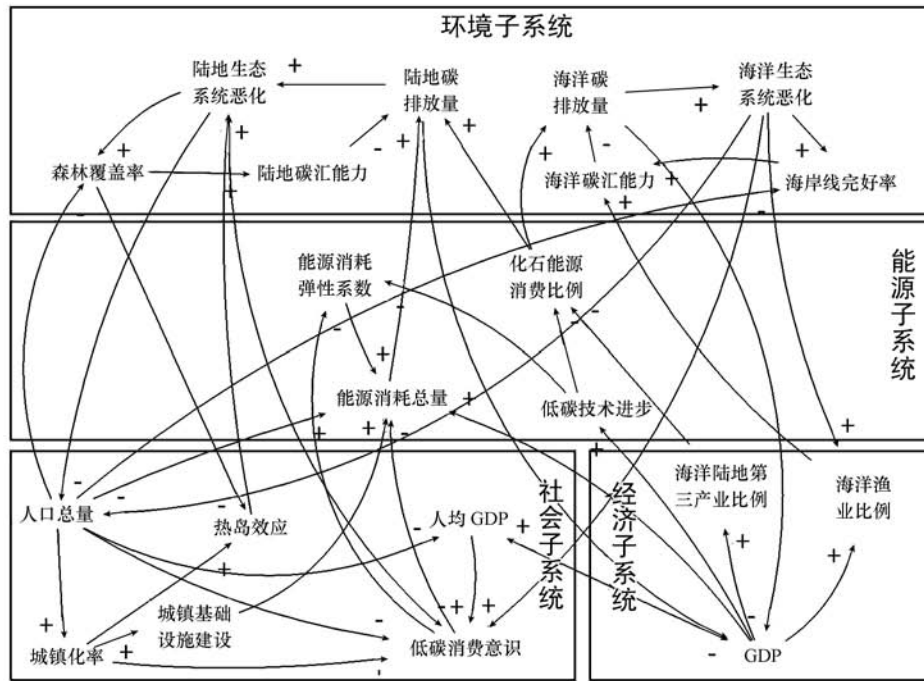 环境子系统
陆地生态
系统恶化
陆地碳
排放量
海洋碳
排放量
海洋生态
系统恶化
森林覆盖率
陆地碳汇能力
海洋碳汇能力
海岸线完好率
能源子系统
能源消耗
弹性系数
化石能源
消费比例
能源消耗总量
低碳技术进步
社会子系统
人口总量
热岛效应
人均 GDP
城镇基础
设施建设
城镇化率
低碳消费意识
经济子系统
海洋陆地第
三产业比例
海洋渔
业比例
GDP